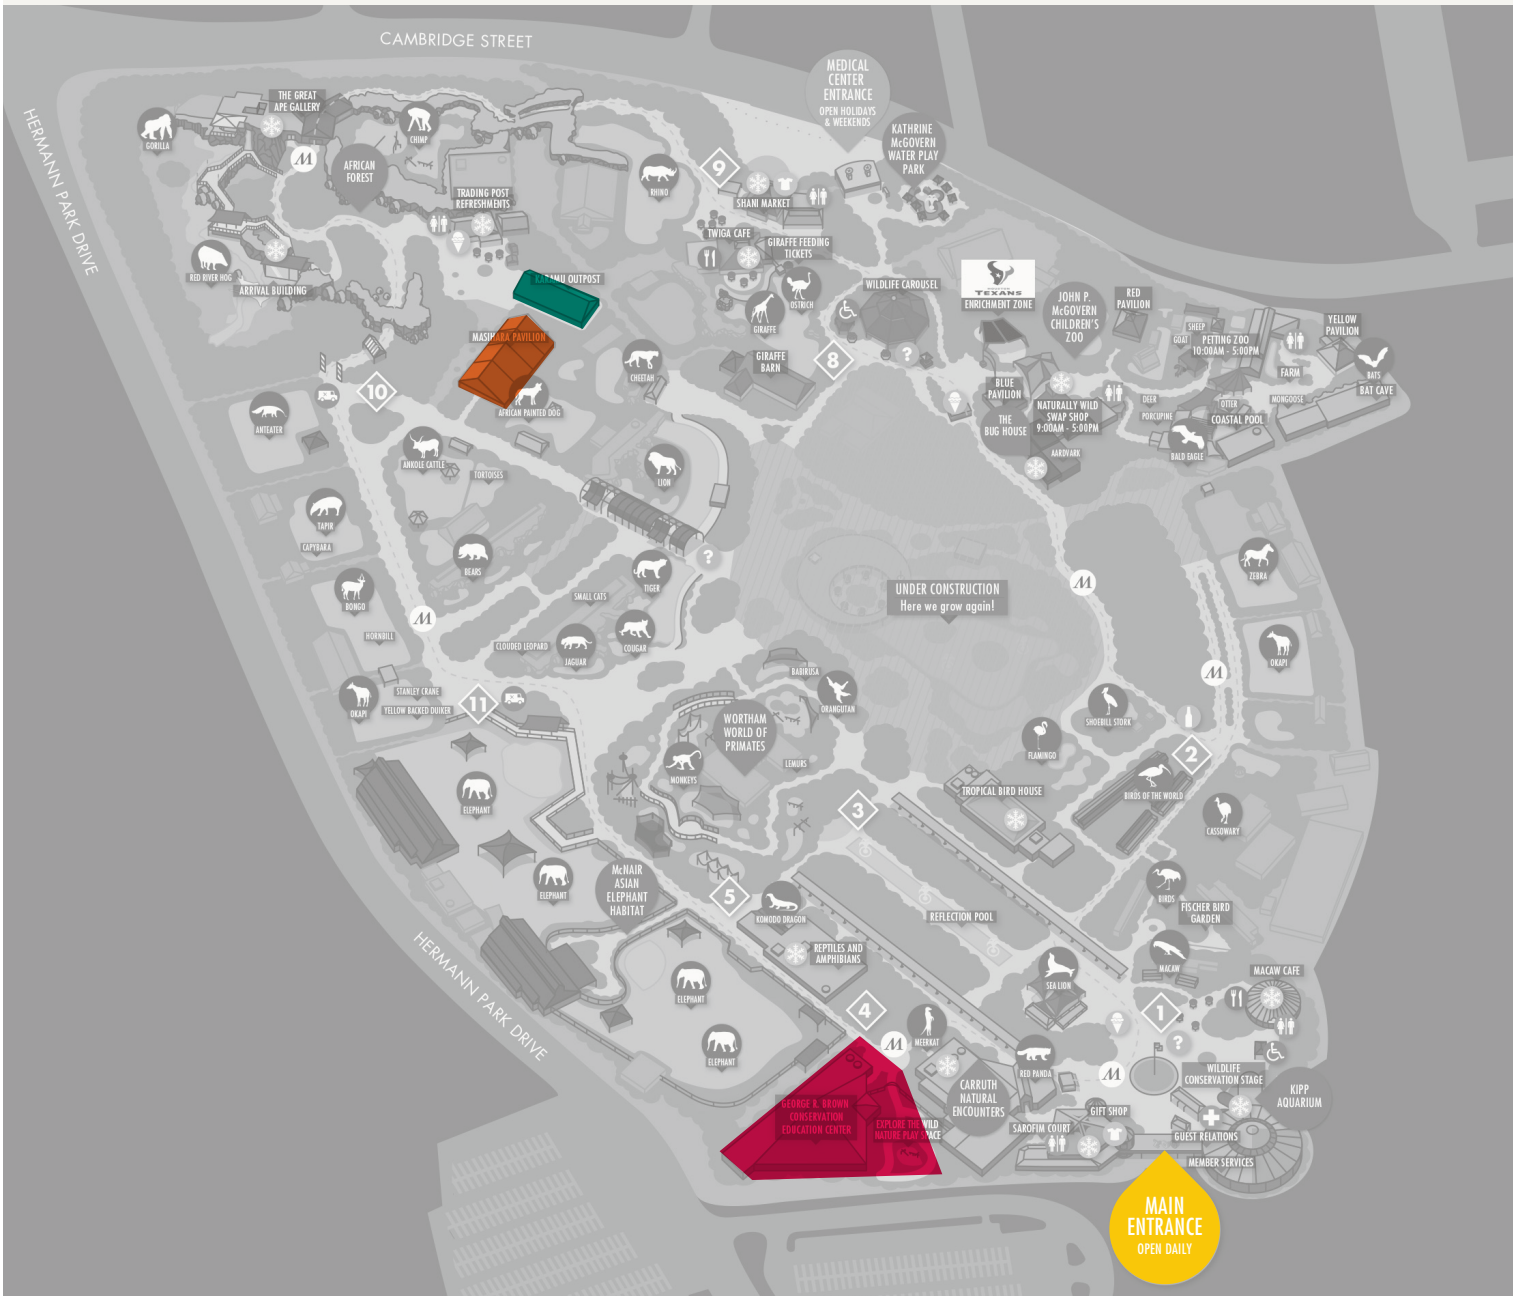 CAMBRIDGE STREET
HERMANN PARK DRIVE
MEDICAL
CENTER
ENTRANCE
OPEN HOLIDAYS
& WEEKENDS
THE GREAT
APE GALLERY
GORILLA
CHIMP
M
AFRICAN
FOREST
KATHRINE
McGOVERN
WATER PLAY
PARK
RHINO
9
SHANI MARKET
TRADING POST
REFRESHMENTS
TWIGA CAFE
GIRAFFE FEEDING
TICKETS
RED RIVER HOG
ARRIVAL BUILDING
KARAMU OUTPOST
OSTRICH
GIRAFFE
WILDLIFE CAROUSEL
TEXANS
ENRICHMENT ZONE
JOHN P.
McGOVERN
CHILDREN'S
ZOO
RED
PAVILION
SHEEP
GOAT
PETTING ZOO
10:00AM - 5:00PM
YELLOW
PAVILION
MASIHARA PAVILION
CHEETAH
GIRAFFE
BARN
8
?
BLUE
PAVILION
FARM
BATS
BAT CAVE
10
ANTEATER
AFRICAN PAINTED DOG
THE
BUG HOUSE
NATURALLY WILD
SWAP SHOP
9:00AM - 5:00PM
AARDVARK
DEER
PORCUPINE
OTTER
MONGOOSE
COASTAL POOL
BALD EAGLE
ANKOLE CATTLE
TORTOISES
LION
TAPIR
CAPYBARA
BEARS
?
TIGER
SMALL CATS
BONGO
M
HORNBILL
CLOUDED LEOPARD
JAGUAR
COUGAR
UNDER CONSTRUCTION
Here we grow again!
M
ZEBRA
OKAPI
M
STANLEY CRANE
YELLOW BACKED DUIKER
OKAPI
11
BABIRUSA
ORANGUTAN
WORTHAM
WORLD OF
PRIMATES
MONKEYS
LEMURS
SHOEBILL STORK
FLAMINGO
2
BIRDS OF THE WORLD
TROPICAL BIRD HOUSE
CASSOWARY
3
ELEPHANT
ELEPHANT
McNAIR
ASIAN
ELEPHANT
HABITAT
5
KOMODO DRAGON
REPTILES AND
AMPHIBIANS
REFLECTION POOL
BIRDS
FISCHER BIRD
GARDEN
MACAW
MACAW CAFE
SEA LION
HERMANN PARK DRIVE
ELEPHANT
ELEPHANT
4
M
MEERKAT
1
?
RED PANDA
M
WILDLIFE
CONSERVATION STAGE
KIPP
AQUARIUM
CARRUTH
NATURAL
ENCOUNTERS
GEORGE R. BROWN
CONSERVATION
EDUCATION CENTER
EXPLORE THE WILD
NATURE PLAY SPACE
GIFT SHOP
SAROFIM COURT
GUEST RELATIONS
MEMBER SERVICES
MAIN
ENTRANCE
OPEN DAILY